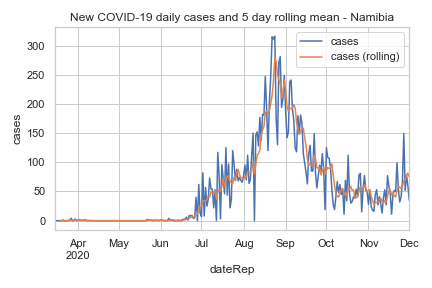 New COVID-19 daily cases and 5 day rolling mean - Namibia
cases
cases (rolling)
300
250
200
150
100
50
0
cases
Apr May Jun Jul Aug Sep Oct Nov Dec
2020
dateRep